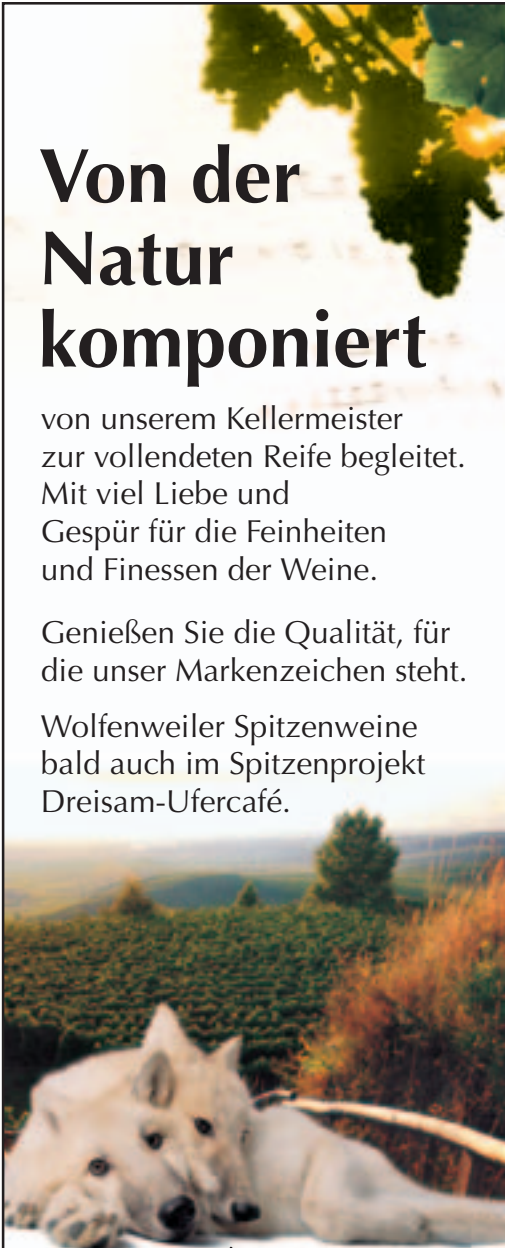 Von der
Natur
komponiert
von unserem Kellermeister
zur vollendeten Reife begleitet.
Mit viel Liebe und
Gespür für die Feinheiten
und Finessen der Weine.
Genießen Sie die Qualität, für
die unser Markenzeichen steht.
Wolfenweiler Spitzenweine
bald auch im Spitzenprojekt
Dreisam-Ufercafé.